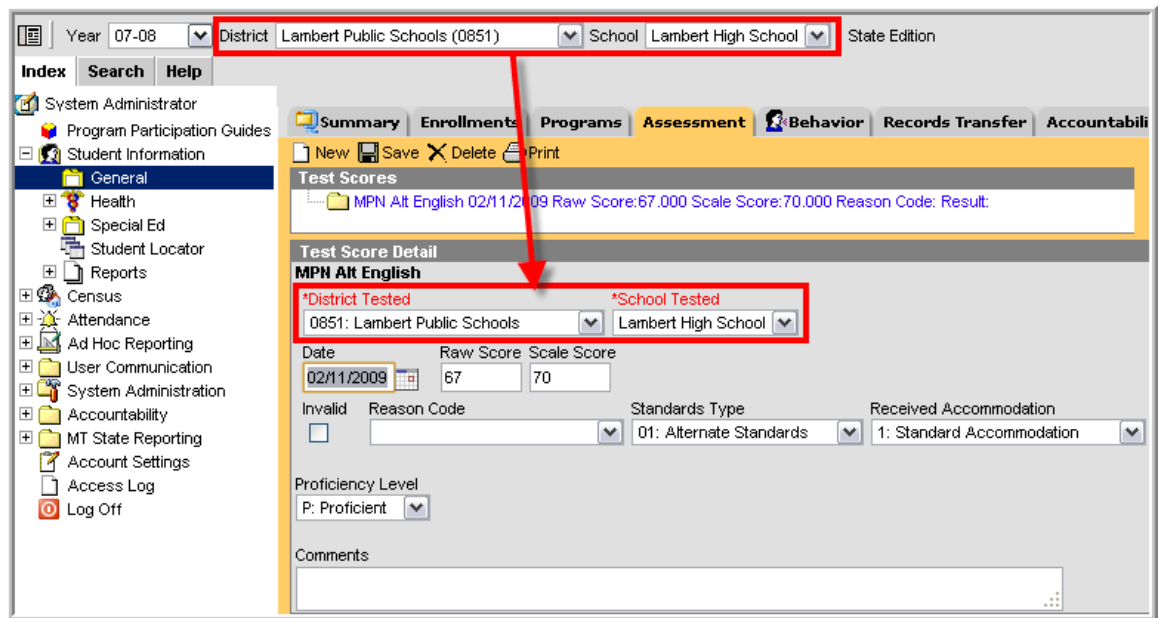 Year 07-08 District Lambert Public Schools (0851) School Lambert High School State Edition
Index Search Help
System Administrator
Program Participation Guides
Student Information
General
Health
Special Ed
Student Locator
Reports
Census
Attendance
Ad Hoc Reporting
User Communication
System Administration
Accountability
MT State Reporting
Account Settings
Access Log
Log Off
Summary Enrollments Programs Assessment Behavior Records Transfer Accountabili
New Save Delete Print
Test Scores
MPN Alt English 02/11/2009 Raw Score:67.000 Scale Score:70.000 Reason Code: Result:
Test Score Detail
MPN Alt English
*District Tested *School Tested
0851: Lambert Public Schools Lambert High School
Date Raw Score Scale Score
02/11/2009 67 70
Invalid Reason Code Standards Type Received Accommodation
01: Alternate Standards 1: Standard Accommodation
Proficiency Level
P: Proficient
Comments